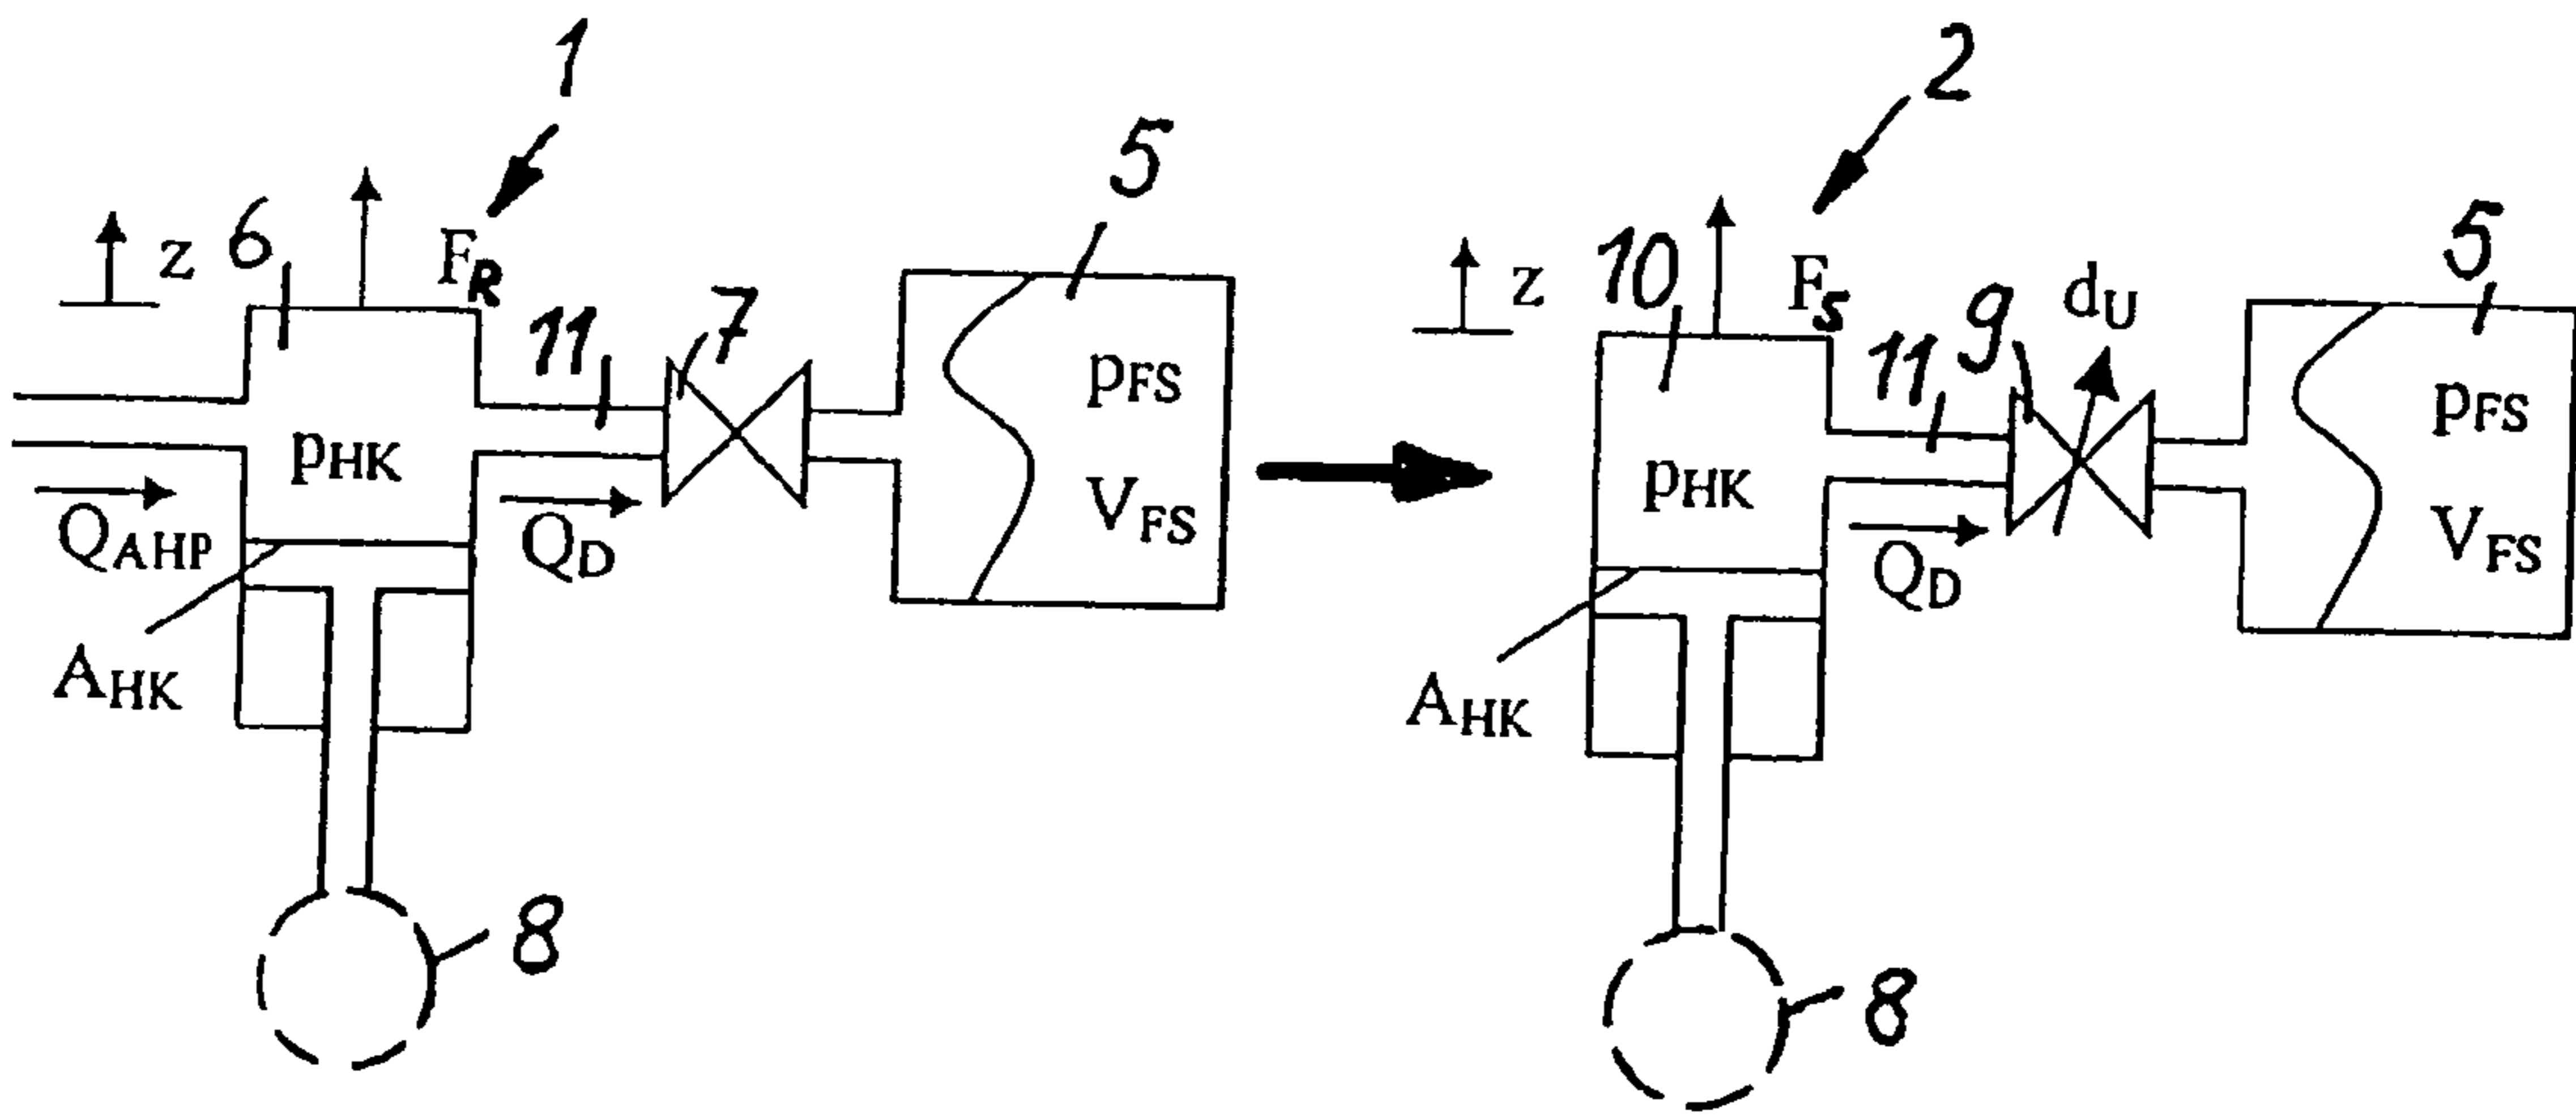 1
6
z
F_R
11
7
5
p_HK
p_FS
V_FS
Q_AHP
Q_D
A_HK
8
2
10
z
F_S
9
d_U
5
11
p_HK
p_FS
V_FS
Q_D
A_HK
8